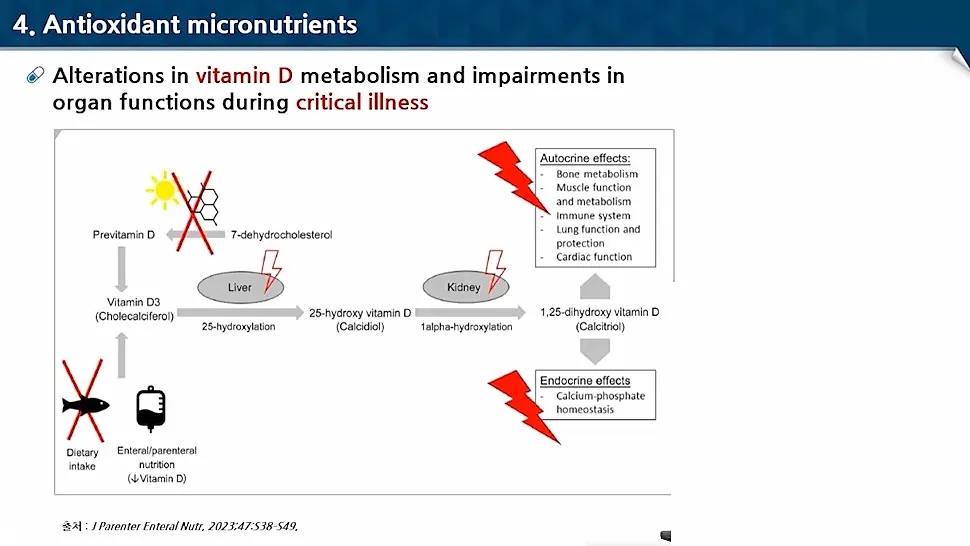 4. Antioxidant micronutrients
Alterations in vitamin D metabolism and impairments in
organ functions during critical illness
Autocrine effects:
- Bone metabolism
- Muscle function
and metabolism
- Immune system
- Lung function and
protection
- Cardiac function
Previtamin D
7-dehydrocholesterol
Liver
Kidney
Vitamin D3
(Cholecalciferol)
25-hydroxylation
25-hydroxy vitamin D
(Calcidiol)
1alpha-hydroxylation
1,25-dihydroxy vitamin D
(Calcitriol)
Endocrine effects
- Calcium-phosphate
homeostasis
Dietary
intake
Enteral/parenteral
nutrition
(↓Vitamin D)
출처 : J Parenter Enteral Nutr. 2023;47:S38-S49.